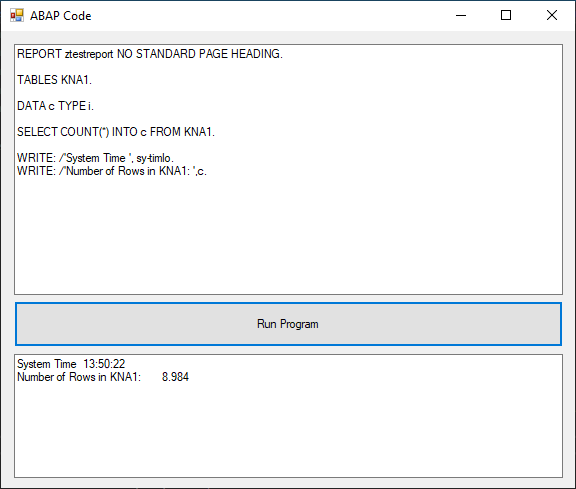 ABAP Code
REPORT ztestreport NO STANDARD PAGE HEADING.
TABLES KNA1.
DATA c TYPE i.
SELECT COUNT(*) INTO c FROM KNA1.
WRITE: /'System Time ', sy-timlo.
WRITE: /'Number of Rows in KNA1: ',c.
Run Program
System Time  13:50:22
Number of Rows in KNA1:      8.984